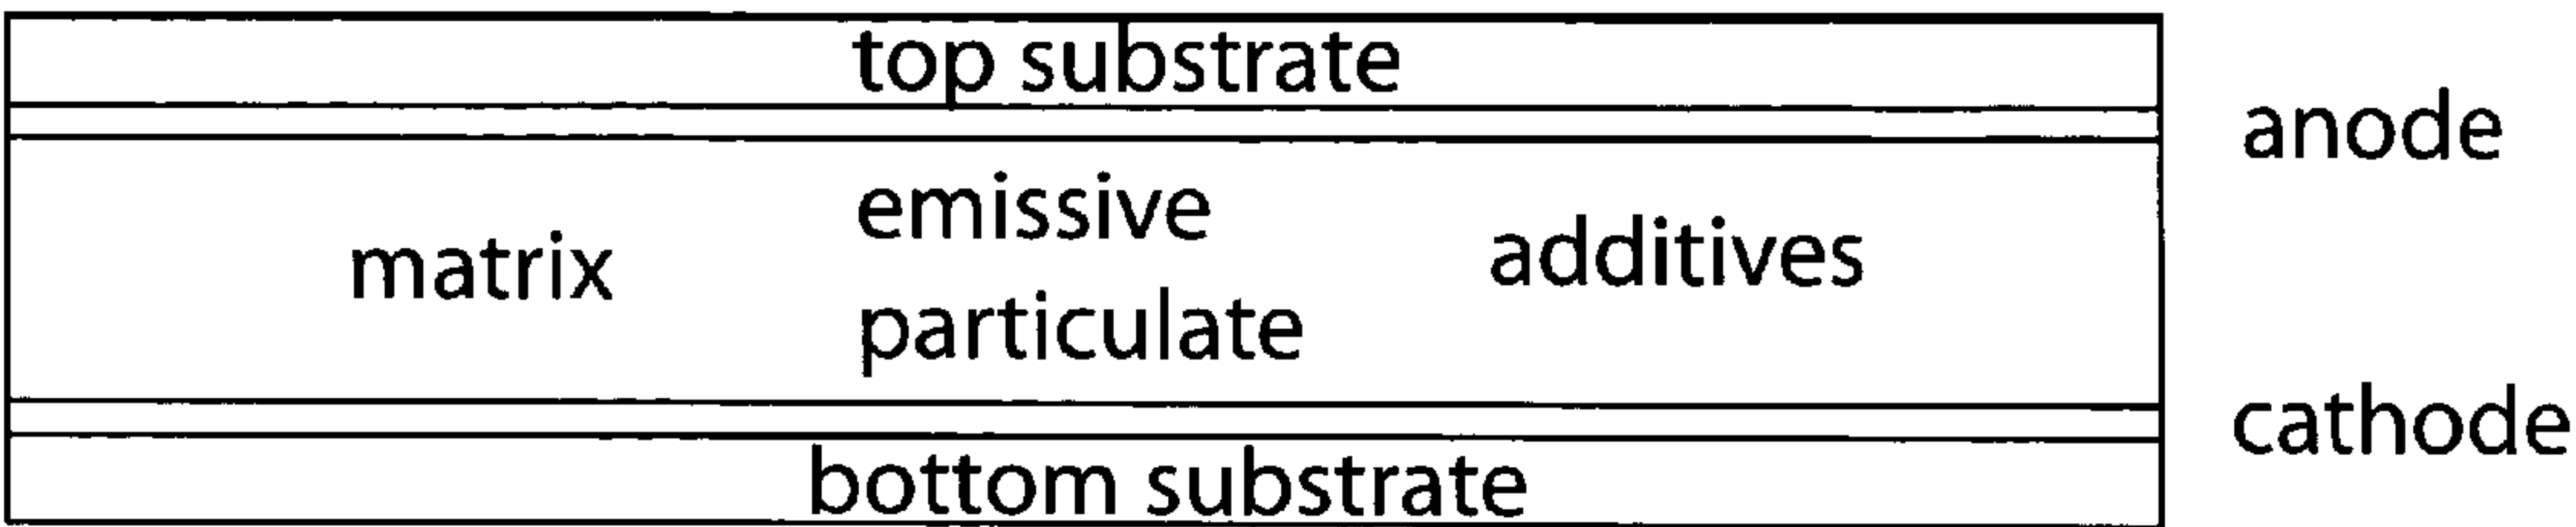 top substrate
anode
emissive
matrix
additives
particulate
cathode
bottom substrate